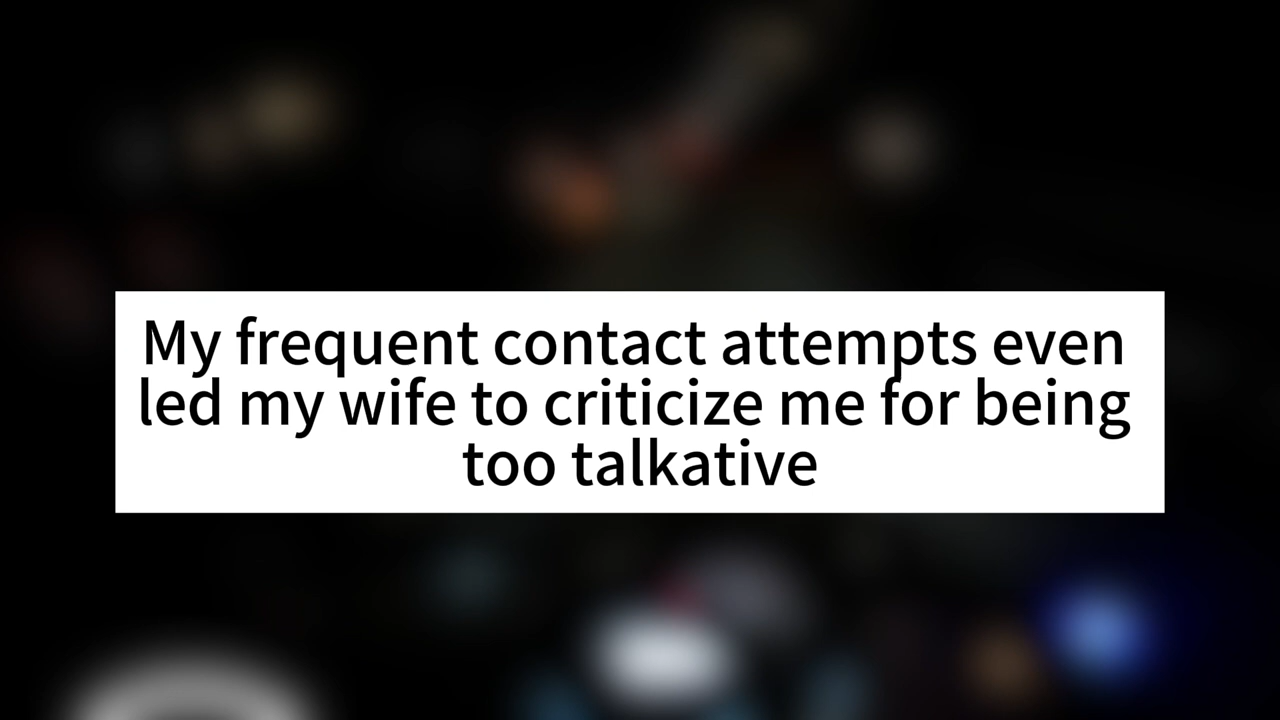 My frequent contact attempts even
led my wife to criticize me for being
too talkative